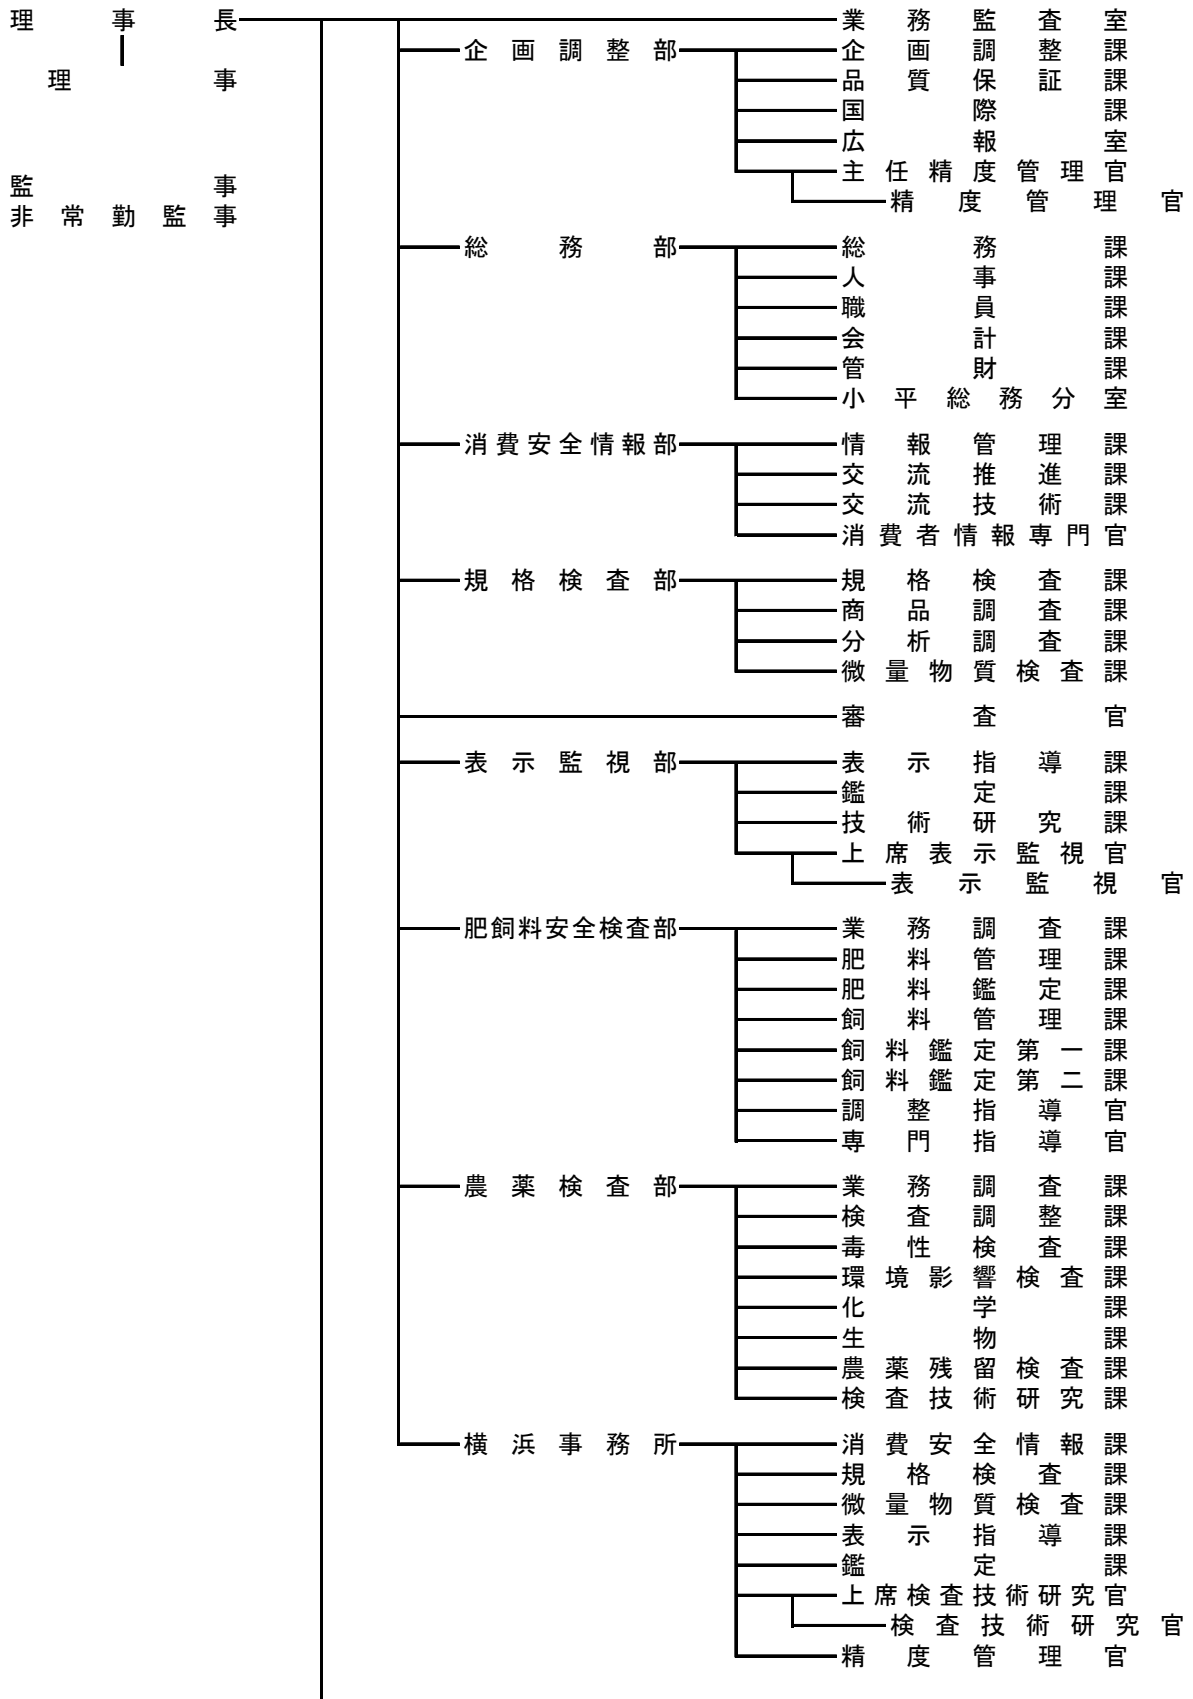 理事長 業務監査室
企画調整部 企画調整課
理事 品質保証課
国際課
広報室
主任精度管理官
監事
精度管理官
非常勤監事
総務部 総務課
人事課
職員課
会計課
管財課
小平総務分室
消費安全情報部 情報管理課
交流推進課
交流技術課
消費者情報専門官
規格検査部 規格検査課
商品調査課
分析調査課
微量物質検査課
審査官
表示監視部 表示指導課
鑑定課
技術研究課
上席表示監視官
表示監視官
肥飼料安全検査部 業務調査課
肥料管理課
肥料鑑定課
飼料管理課
飼料鑑定第一課
飼料鑑定第二課
調整指導官
専門指導官
農薬検査部 業務調査課
検査調整課
毒性検査課
環境影響検査課
化学課
生物課
農薬残留検査課
検査技術研究課
横浜事務所 消費安全情報課
規格検査課
微量物質検査課
表示指導課
鑑定課
上席検査技術研究官
検査技術研究官
精度管理官